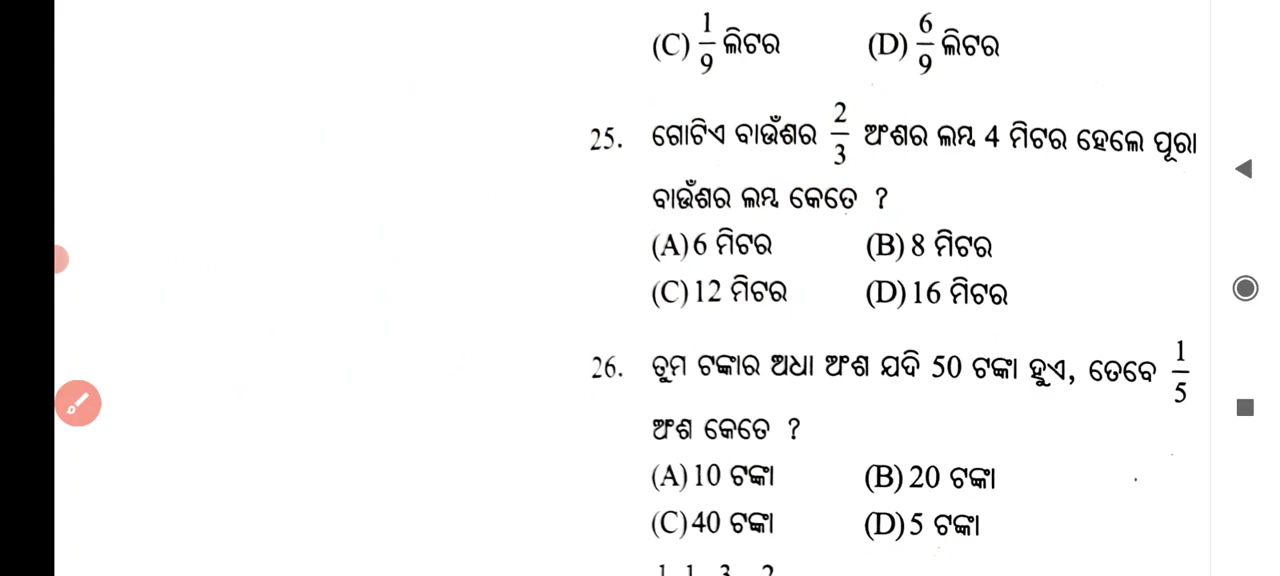 (C) 1/9 ଲିଟର (D) 6/9 ଲିଟର
25. ଗୋଟିଏ ବାଉଁଶର 2/3 ଅଂଶର ଲମ୍ବ 4 ମିଟର ହେଲେ ପୂରା
ବାଉଁଶର ଲମ୍ବ କେତେ ?
(A) 6 ମିଟର (B) 8 ମିଟର
(C) 12 ମିଟର (D) 16 ମିଟର
26. ତୁମ ଟଙ୍କାର ଅଧା ଅଂଶ ଯଦି 50 ଟଙ୍କା ହୁଏ, ତେବେ 1/5
ଅଂଶ କେତେ ?
(A) 10 ଟଙ୍କା (B) 20 ଟଙ୍କା
(C) 40 ଟଙ୍କା (D) 5 ଟଙ୍କା